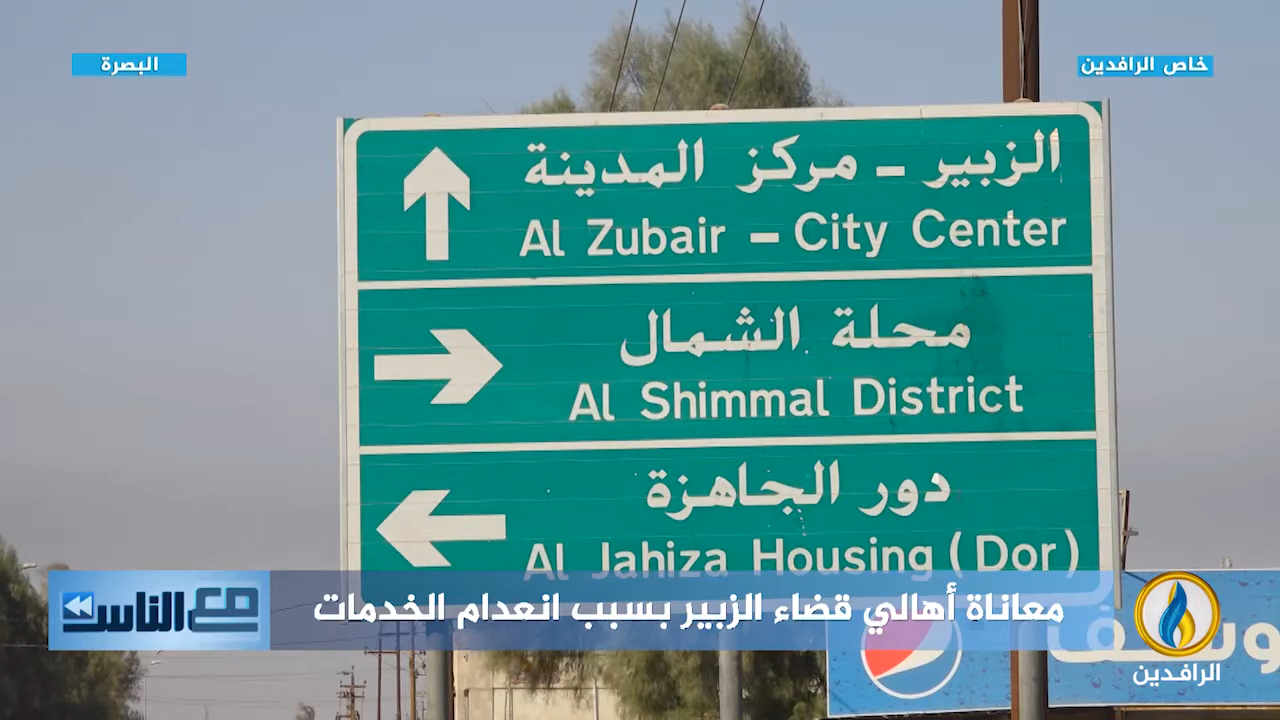 خاص الرافدين
البصرة
الزبير - مركز المدينة
Al Zubair - City Center
محلة الشمال
Al Shimmal District
دور الجاهزة
Al Jahiza Housing (Dor)
معاناة أهالي قضاء الزبير بسبب انعدام الخدمات
مع الناس
الرافدين